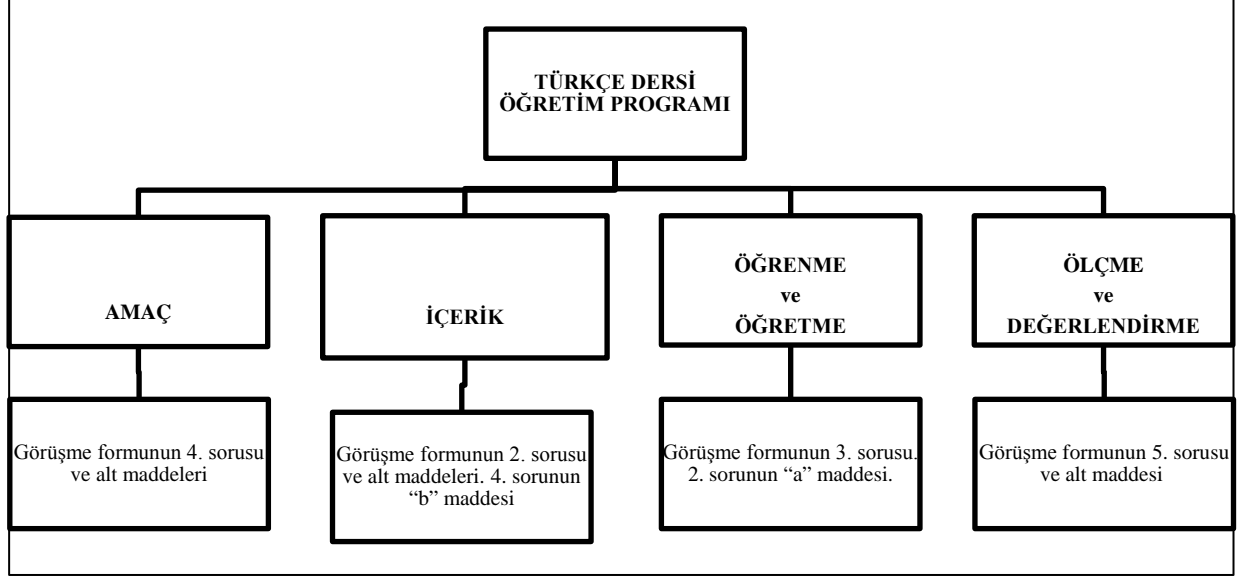 TÜRKÇE DERSİ
ÖĞRETİM PROGRAMI
AMAÇ
İÇERİK
ÖĞRENME
ve
ÖĞRETME
ÖLÇME
ve
DEĞERLENDİRME
Görüşme formunun 4. sorusu
ve alt maddeleri
Görüşme formunun 2. sorusu
ve alt maddeleri. 4. sorunun
“b” maddesi
Görüşme formunun 3. sorusu.
2. sorunun “a” maddesi.
Görüşme formunun 5. sorusu
ve alt maddesi